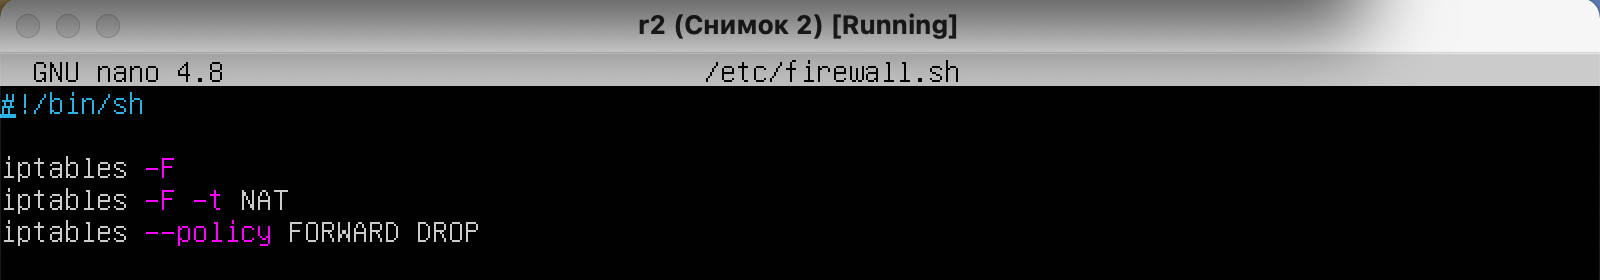 r2 (Снимок 2) [Running]
GNU nano 4.8 /etc/firewall.sh
#!/bin/sh
iptables -F
iptables -F -t NAT
iptables --policy FORWARD DROP